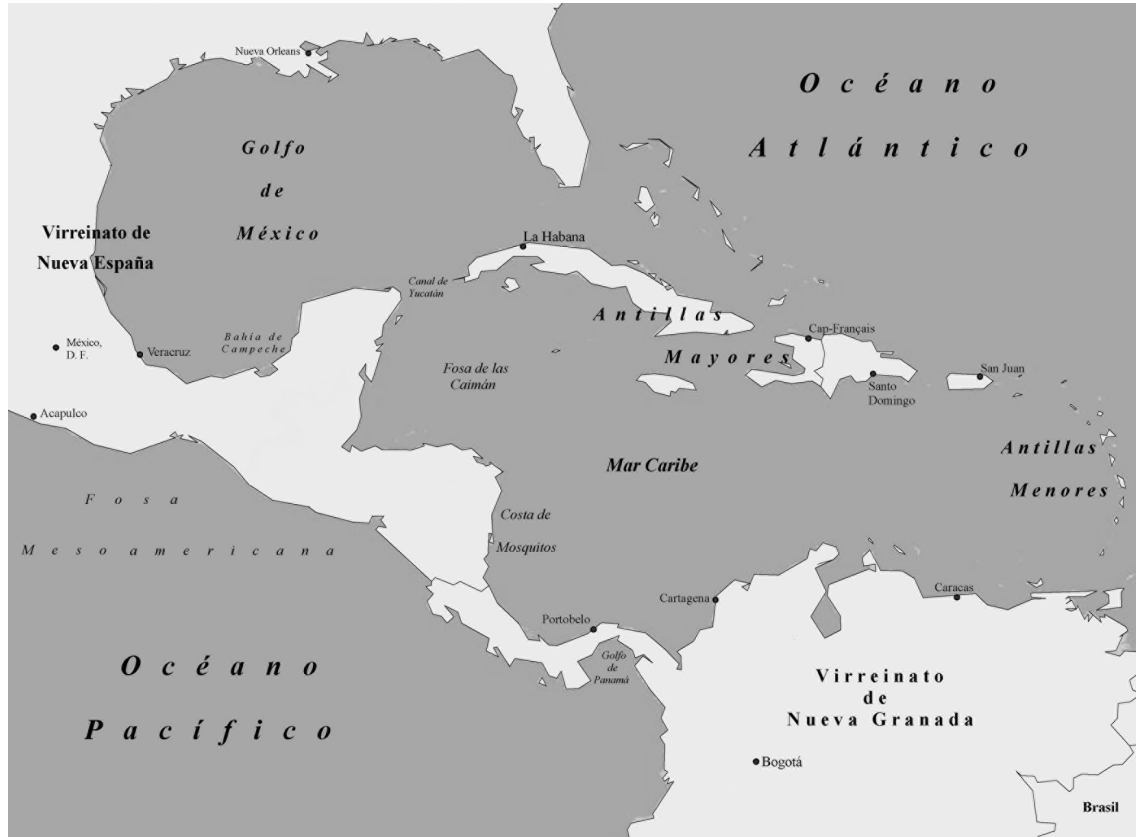 Nueva Orleans
Océano
Atlántico
Golfo
de
México
Virreinato de
Nueva España
La Habana
Canal de
Yucatán
Antillas
Mayores
Cap-Français
México,
D. F.
Veracruz
Bahía de
Campeche
Fosa de las
Caimán
San Juan
Santo
Domingo
Acapulco
Antillas
Menores
Mar Caribe
Fosa
Mesoamericana
Costa de
Mosquitos
Cartagena
Caracas
Portobelo
Golfo
de
Panamá
Océano
Pacífico
Virreinato
de
Nueva Granada
Bogotá
Brasil